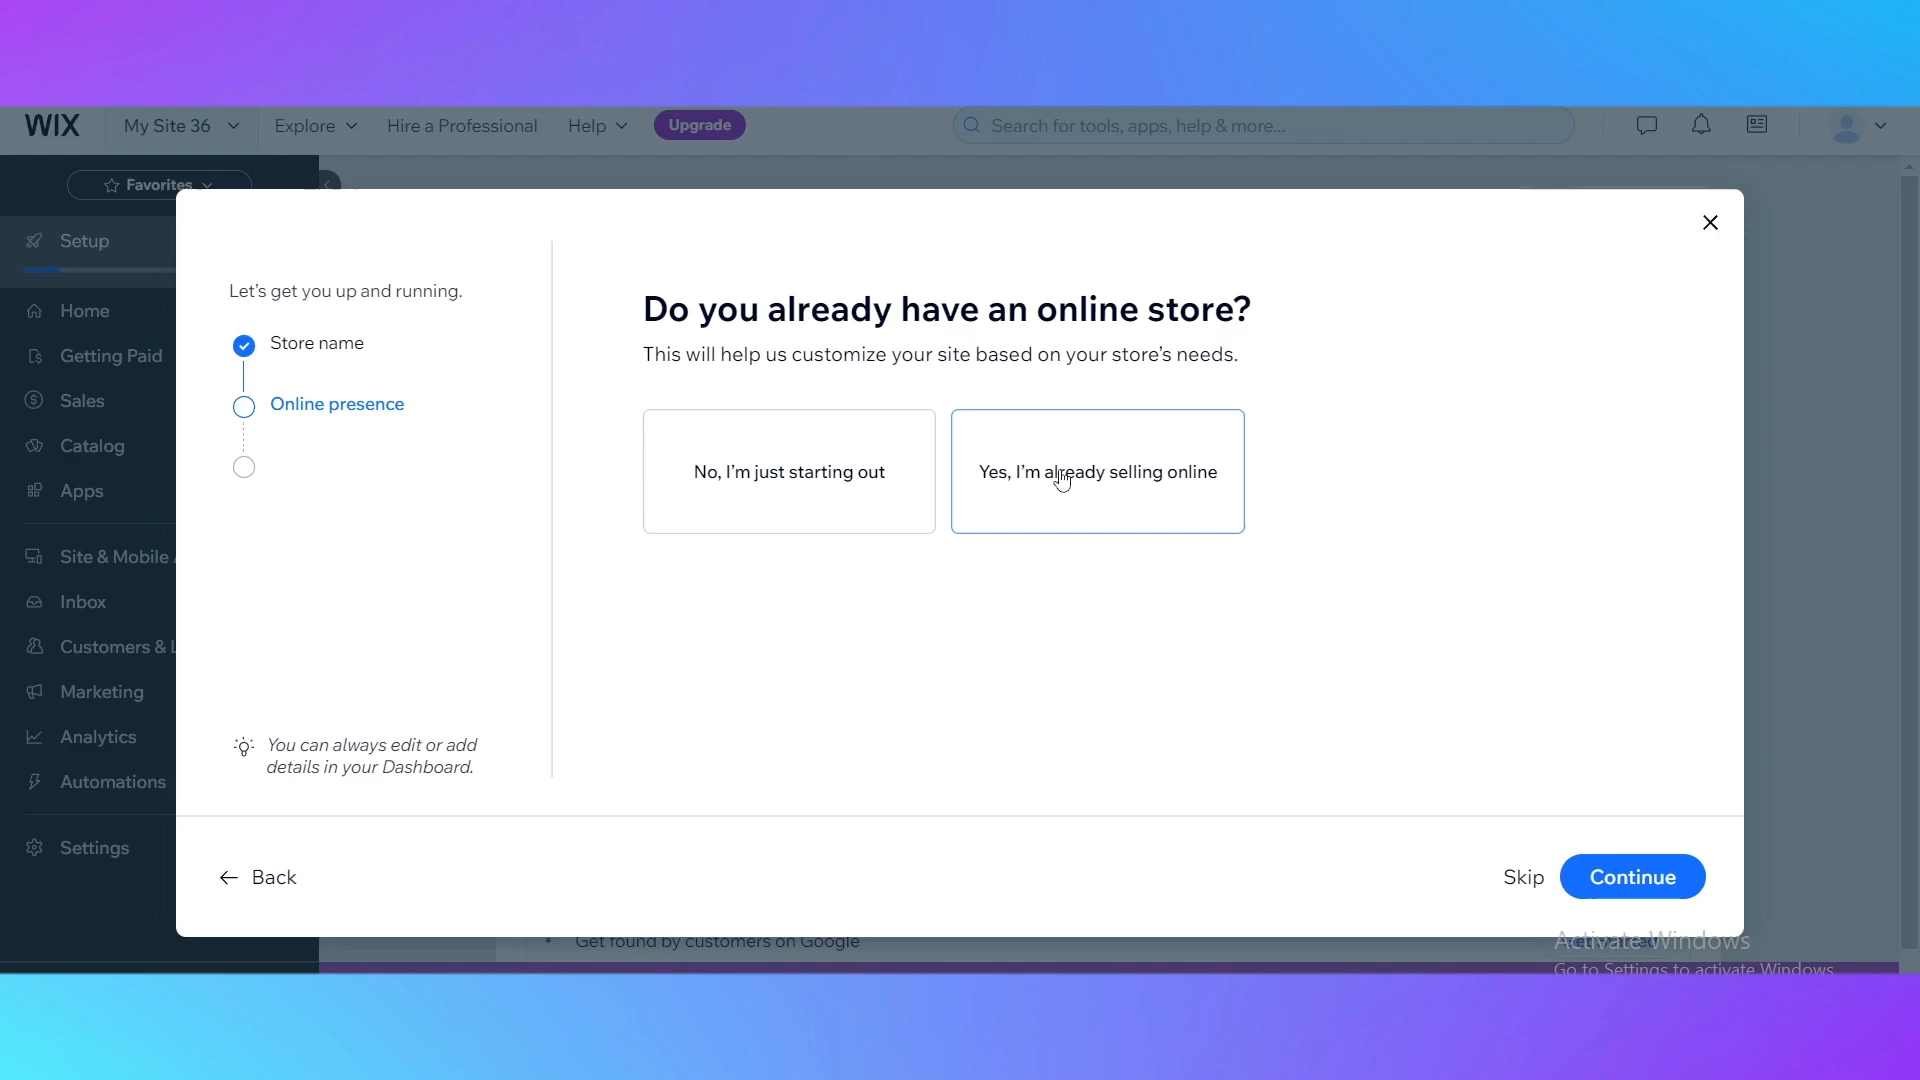 WIX
My Site 36
Explore
Hire a Professional
Help
Upgrade
Search for tools, apps, help & more...
Favorites
Setup
Home
Getting Paid
Sales
Catalog
Apps
Site & Mobile
Inbox
Customers &
Marketing
Analytics
Automations
Settings
Let's get you up and running.
Store name
Online presence
You can always edit or add
details in your Dashboard.
Do you already have an online store?
This will help us customize your site based on your store's needs.
No, I'm just starting out
Yes, I'm already selling online
Back
Skip
Continue
Get found by customers on Google
Activate Windows
Go to Settings to activate Windows